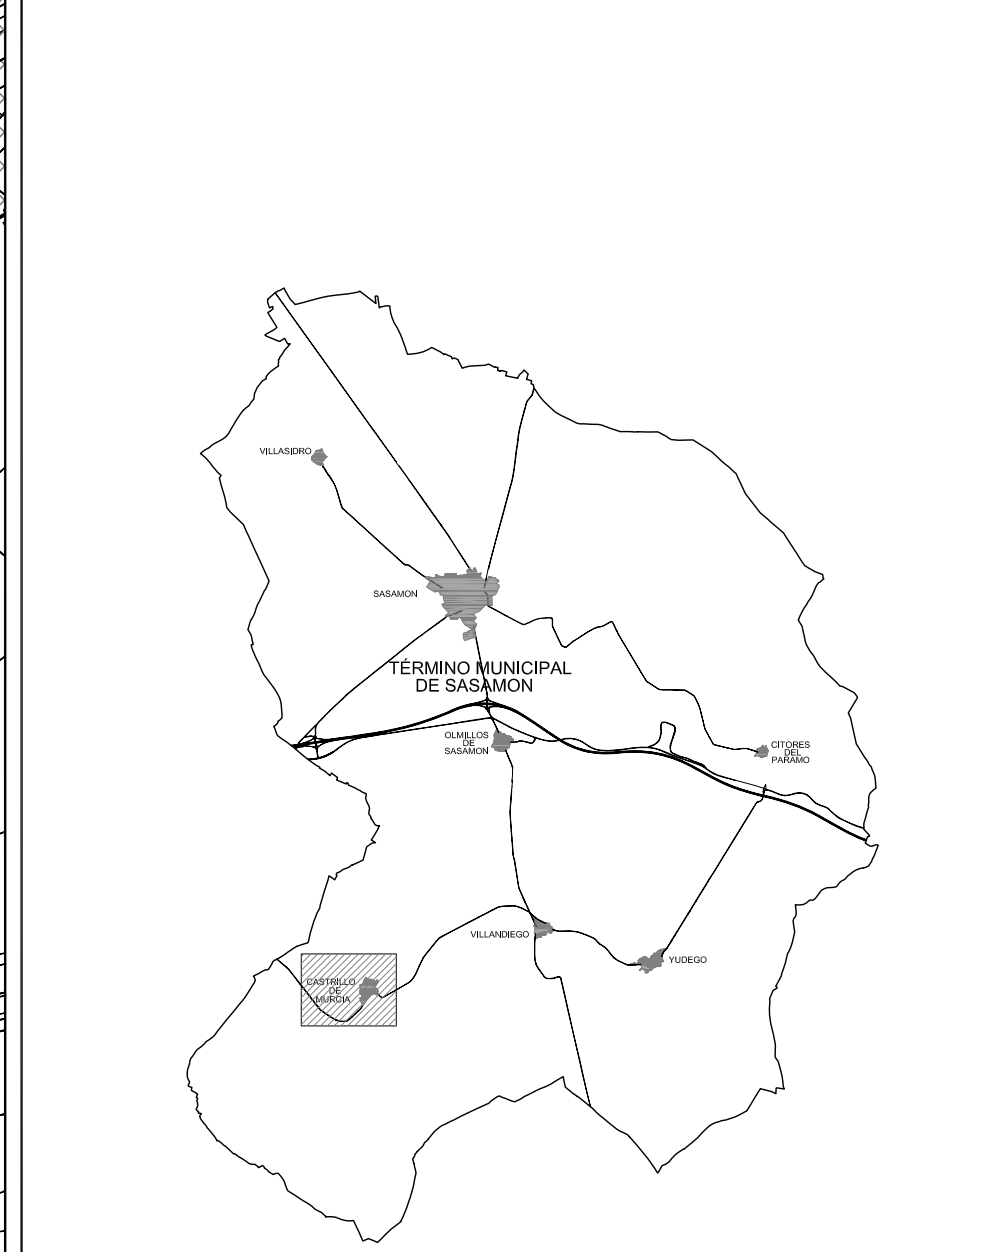 VILLASIDRO
SASAMON
TÉRMINO MUNICIPAL
DE SASAMON
OLMILLOS
DE
SASAMON
CITORES
DEL
PARAMO
VILLANDIEGO
YUDEGO
CASTRILLO
DE
MURCIA